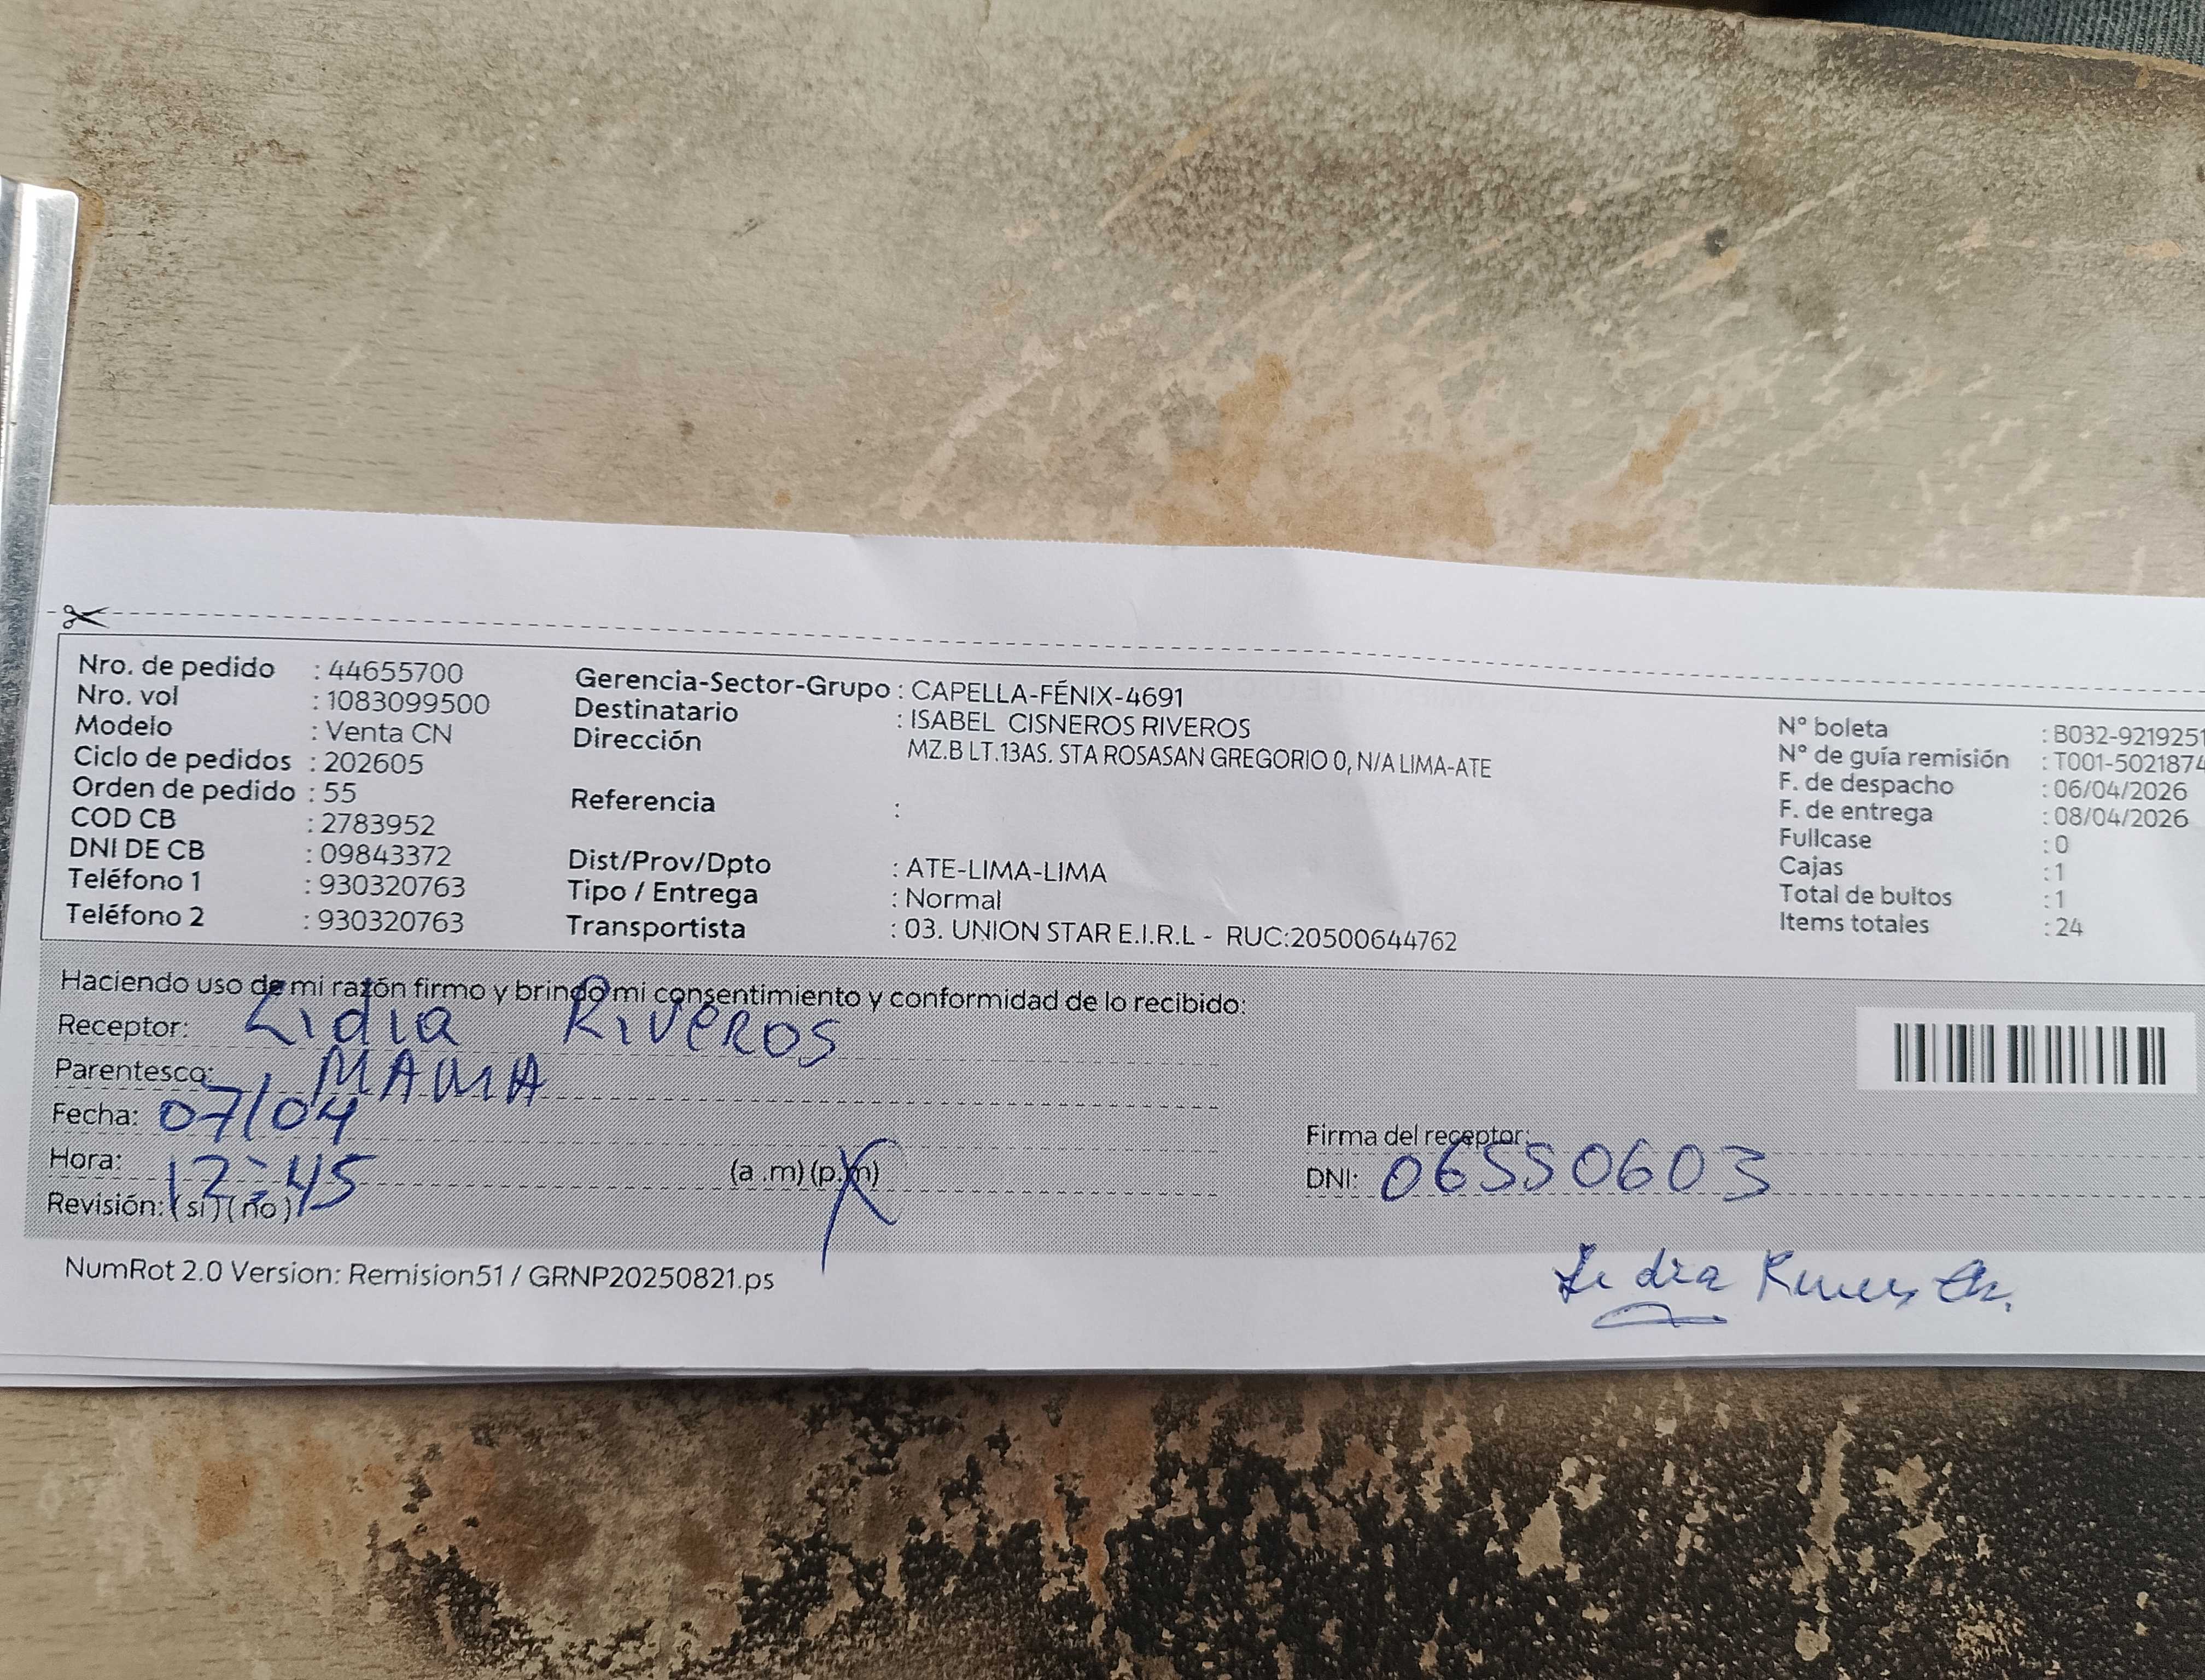 Nro. de pedido : 44655700
Nro. vol : 1083099500
Modelo : Venta CN
Ciclo de pedidos : 202605
Orden de pedido : 55
COD CB : 2783952
DNI DE CB : 09843372
Teléfono 1 : 930320763
Teléfono 2 : 930320763
Gerencia-Sector-Grupo : CAPELLA-FÉNIX-4691
Destinatario : ISABEL CISNEROS RIVEROS
Dirección MZ.B LT.13AS. STA ROSASAN GREGORIO 0, N/A LIMA-ATE
Referencia :
Dist/Prov/Dpto : ATE-LIMA-LIMA
Tipo / Entrega : Normal
Transportista : 03. UNION STAR E.I.R.L - RUC:20500644762
N° boleta : B032-9219251
N° de guía remisión : T001-5021874
F. de despacho : 06/04/2026
F. de entrega : 08/04/2026
Fullcase : 0
Cajas : 1
Total de bultos : 1
Items totales : 24
Haciendo uso de mi razón firmo y brindo mi consentimiento y conformidad de lo recibido:
Receptor: Lidia Riveros
Parentesco: MAMA
Fecha: 07/04
Hora: 12:45 (a .m) (p.m)
Revisión: (si) (no)
Firma del receptor:
DNI: 06550603
NumRot 2.0 Version: Remision51 / GRNP20250821.ps